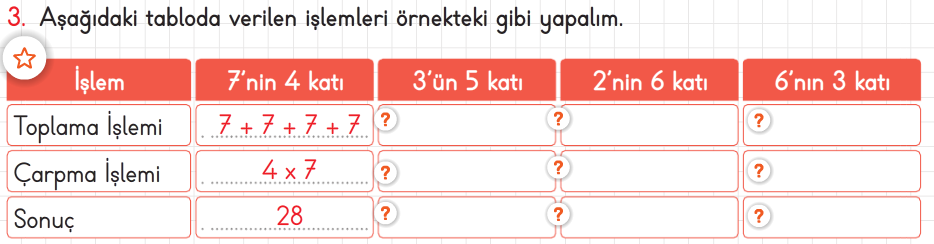 3. Aşağıdaki tabloda verilen işlemleri örnekteki gibi yapalım.
İşlem 7'nin 4 katı 3'ün 5 katı 2'nin 6 katı 6'nın 3 katı
Toplama İşlemi 7 + 7 + 7 + 7 ? ? ?
Çarpma İşlemi 4 x 7 ? ? ?
Sonuç 28 ? ? ?